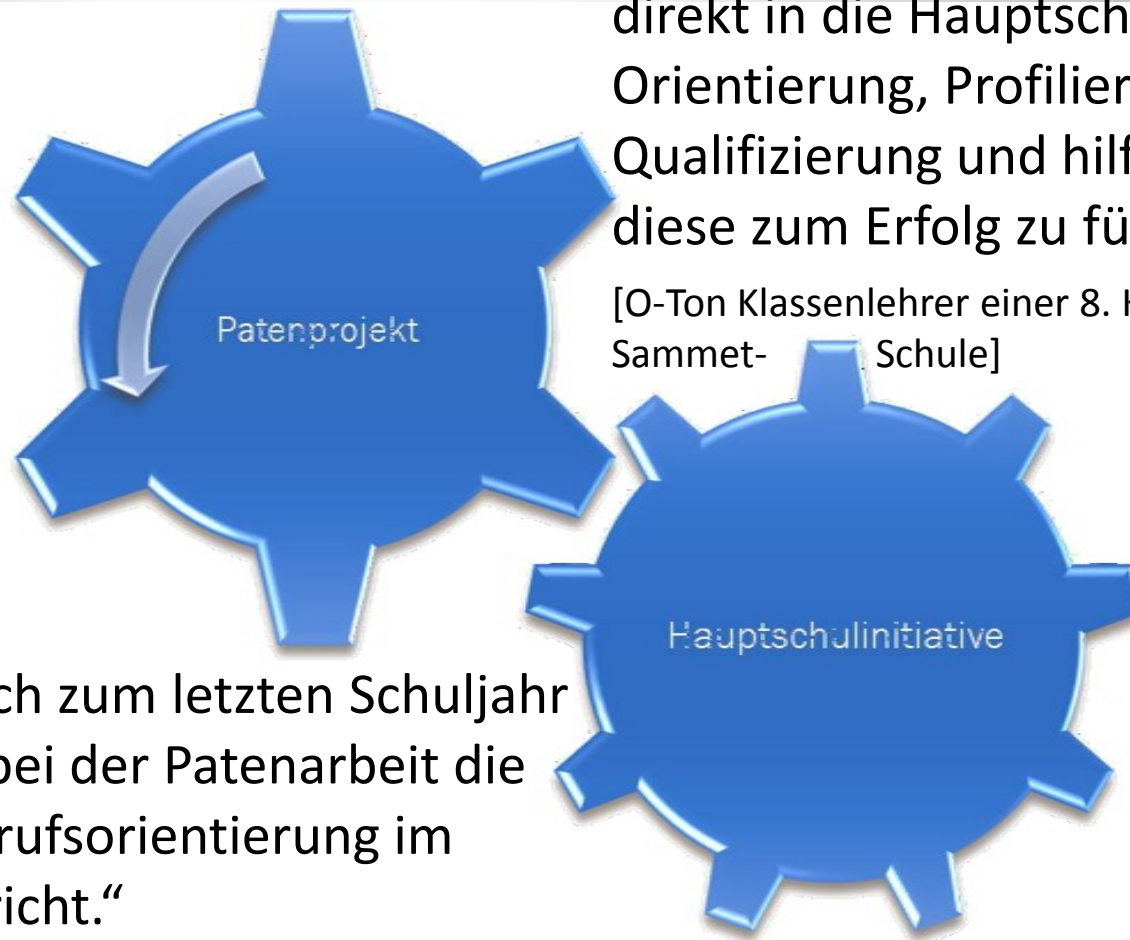 direkt in die Hauptsch
Orientierung, Profilier
Qualifizierung und hilf
diese zum Erfolg zu fü
[O-Ton Klassenlehrer einer 8. H
Sammet- Schule]
Patenprojekt
Hauptschulinitiative
ch zum letzten Schuljahr
bei der Patenarbeit die
rufsorientierung im
richt.“